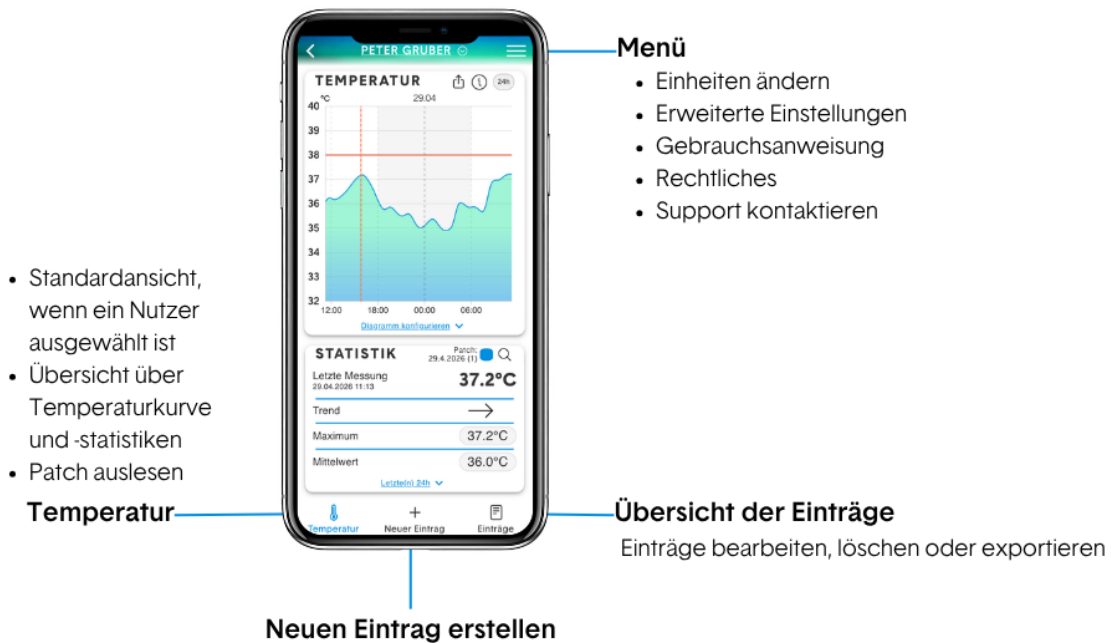 PETER GRUBER
Menü
Einheiten ändern
Erweiterte Einstellungen
Gebrauchsanweisung
Rechtliches
Support kontaktieren
TEMPERATUR
24h
°C
29.04
40
39
38
37
36
35
34
33
32
12:00 18:00 00:00 06:00
Diagramm konfigurieren
STATISTIK
Patch:
29.4.2026 (1)
Letzte Messung
29.04.2026 11:13
37.2°C
Trend
Maximum 37.2°C
Mittelwert 36.0°C
Letzte(n) 24h
Temperatur Neuer Eintrag Einträge
Standardansicht,
wenn ein Nutzer
ausgewählt ist
Übersicht über
Temperaturkurve
und -statistiken
Patch auslesen
Temperatur
Übersicht der Einträge
Einträge bearbeiten, löschen oder exportieren
Neuen Eintrag erstellen